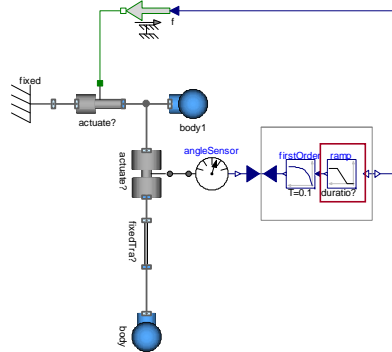 f
fixed
actuate?
body1
actuate?
angleSensor
firstOrder
ramp
T=0.1
duratio?
fixedTra?
body